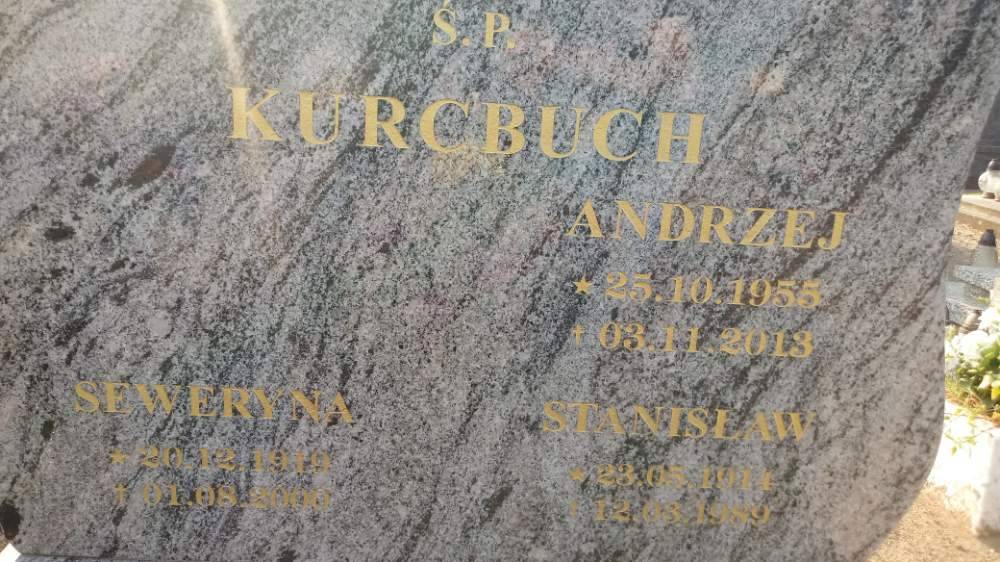 Ś.P.
KURCBUCH
ANDRZEJ
* 25.10.1955
† 03.11.2013
SEWERYNA
* 20.12.1919
† 01.08.2000
STANISŁAW
* 23.05.1914
† 12.03.1989